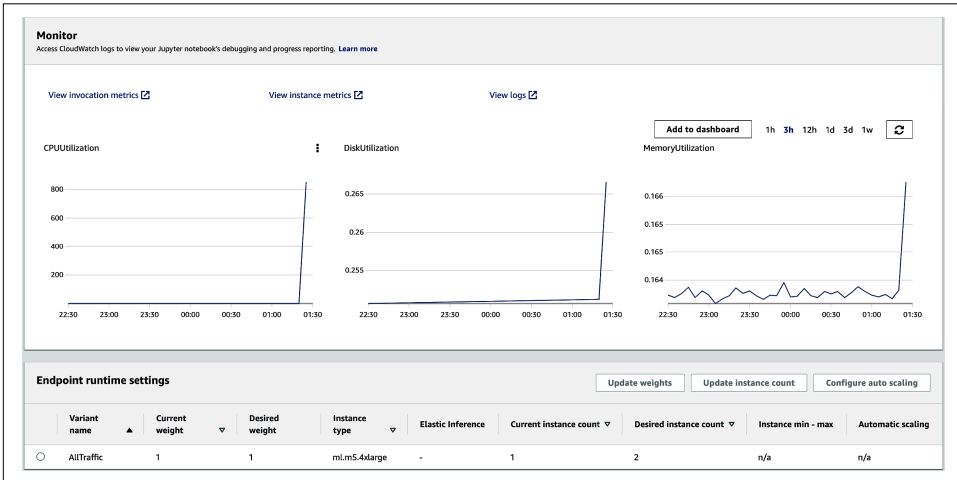 Monitor
Access CloudWatch logs to view your Jupyter notebook's debugging and progress reporting. Learn more
View invocation metrics
View instance metrics
View logs
Add to dashboard 1h 3h 12h 1d 3d 1w
CPUUtilization
800
600
400
200
22:30 23:00 23:30 00:00 00:30 01:00 01:30
DiskUtilization
0.265
0.26
0.255
22:30 23:00 23:30 00:00 00:30 01:00 01:30
MemoryUtilization
0.166
0.165
0.165
0.164
22:30 23:00 23:30 00:00 00:30 01:00 01:30
Endpoint runtime settings
Update weights Update instance count Configure auto scaling
Variant name Current weight Desired weight Instance type Elastic Inference Current instance count Desired instance count Instance min - max Automatic scaling
AllTraffic 1 1 ml.m5.4xlarge - 1 2 n/a n/a